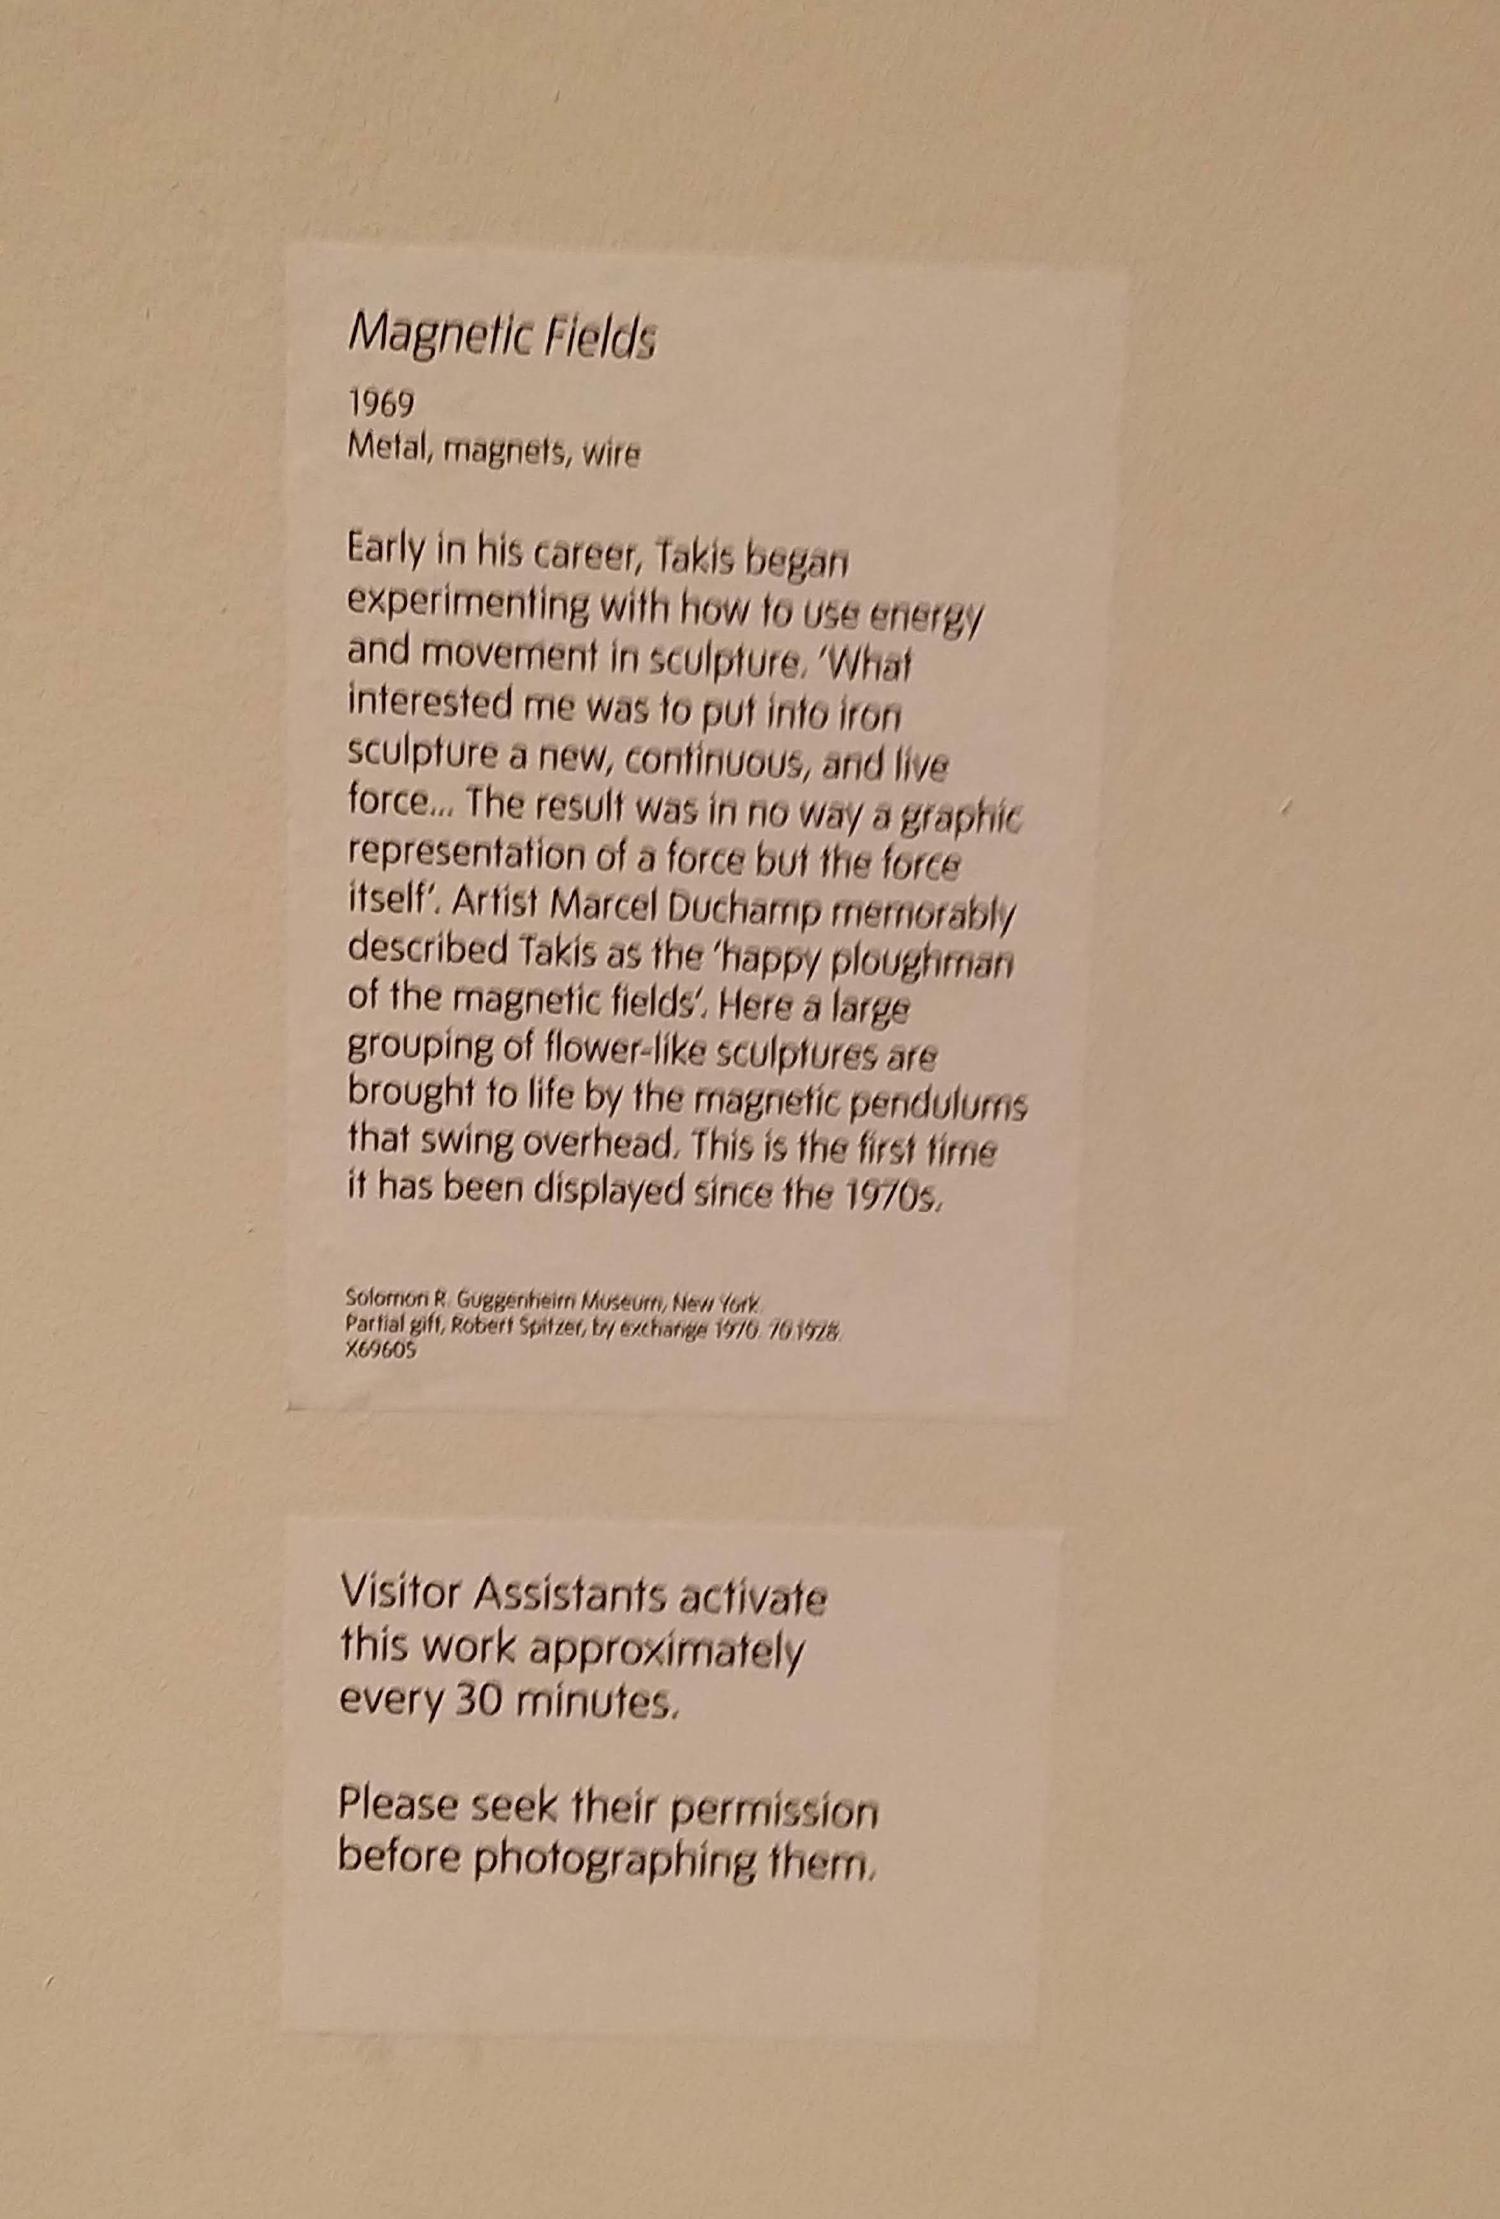 Magnetic Fields
1969
Metal, magnets, wire
Early in his career, Takis began
experimenting with how to use energy
and movement in sculpture. 'What
interested me was to put into iron
sculpture a new, continuous, and live
force... The result was in no way a graphic
representation of a force but the force
itself'. Artist Marcel Duchamp memorably
described Takis as the 'happy ploughman
of the magnetic fields'. Here a large
grouping of flower-like sculptures are
brought to life by the magnetic pendulums
that swing overhead. This is the first time
it has been displayed since the 1970s.
Solomon R. Guggenheim Museum, New York.
Partial gift, Robert Spitzer, by exchange 1970. 70.1928.
X69605
Visitor Assistants activate
this work approximately
every 30 minutes.
Please seek their permission
before photographing them.